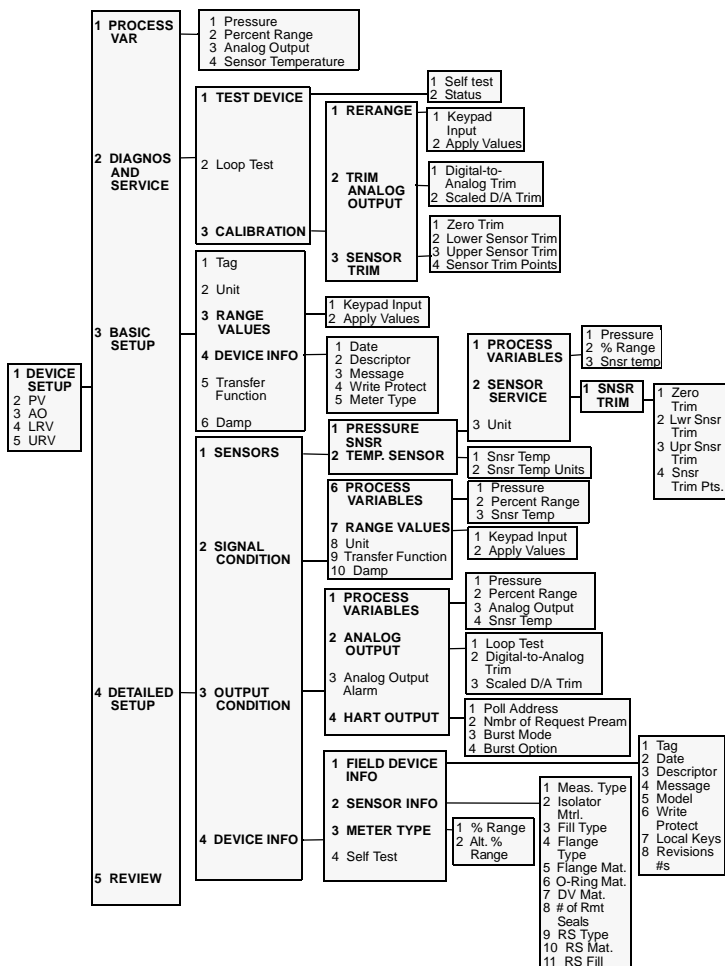 1 DEVICE
SETUP
2 PV
3 AO
4 LRV
5 URV
1 PROCESS
VAR
2 DIAGNOS
AND
SERVICE
3 BASIC
SETUP
4 DETAILED
SETUP
5 REVIEW
1 Pressure
2 Percent Range
3 Analog Output
4 Sensor Temperature
1 TEST DEVICE
2 Loop Test
3 CALIBRATION
1 Self test
2 Status
1 RERANGE
2 TRIM
ANALOG
OUTPUT
3 SENSOR
TRIM
1 Keypad
Input
2 Apply Values
1 Digital-to-
Analog Trim
2 Scaled D/A Trim
1 Zero Trim
2 Lower Sensor Trim
3 Upper Sensor Trim
4 Sensor Trim Points
1 Tag
2 Unit
3 RANGE
VALUES
4 DEVICE INFO
5 Transfer
Function
6 Damp
1 Keypad Input
2 Apply Values
1 Date
2 Descriptor
3 Message
4 Write Protect
5 Meter Type
1 SENSORS
2 SIGNAL
CONDITION
3 OUTPUT
CONDITION
4 DEVICE INFO
1 PRESSURE
SNSR
2 TEMP. SENSOR
1 PROCESS
VARIABLES
2 SENSOR
SERVICE
3 Unit
1 Pressure
2 % Range
3 Snsr temp
1 SNSR
TRIM
1 Zero
Trim
2 Lwr Snsr
Trim
3 Upr Snsr
Trim
4 Snsr
Trim Pts.
1 Snsr Temp
2 Snsr Temp Units
6 PROCESS
VARIABLES
7 RANGE VALUES
8 Unit
9 Transfer Function
10 Damp
1 Pressure
2 Percent Range
3 Snsr Temp
1 Keypad Input
2 Apply Values
1 PROCESS
VARIABLES
2 ANALOG
OUTPUT
3 Analog Output
Alarm
4 HART OUTPUT
1 Pressure
2 Percent Range
3 Analog Output
4 Snsr Temp
1 Loop Test
2 Digital-to-Analog
Trim
3 Scaled D/A Trim
1 Poll Address
2 Nmbr of Request Pream
3 Burst Mode
4 Burst Option
1 FIELD DEVICE
INFO
2 SENSOR INFO
3 METER TYPE
4 Self Test
1 % Range
2 Alt. %
Range
1 Meas. Type
2 Isolator
Mtrl.
3 Fill Type
4 Flange
Type
5 Flange Mat.
6 O-Ring Mat.
7 DV Mat.
8 # of Rmt
Seals
9 RS Type
10 RS Mat.
11 RS Fill
1 Tag
2 Date
3 Descriptor
4 Message
5 Model
6 Write
Protect
7 Local Keys
8 Revisions
#s